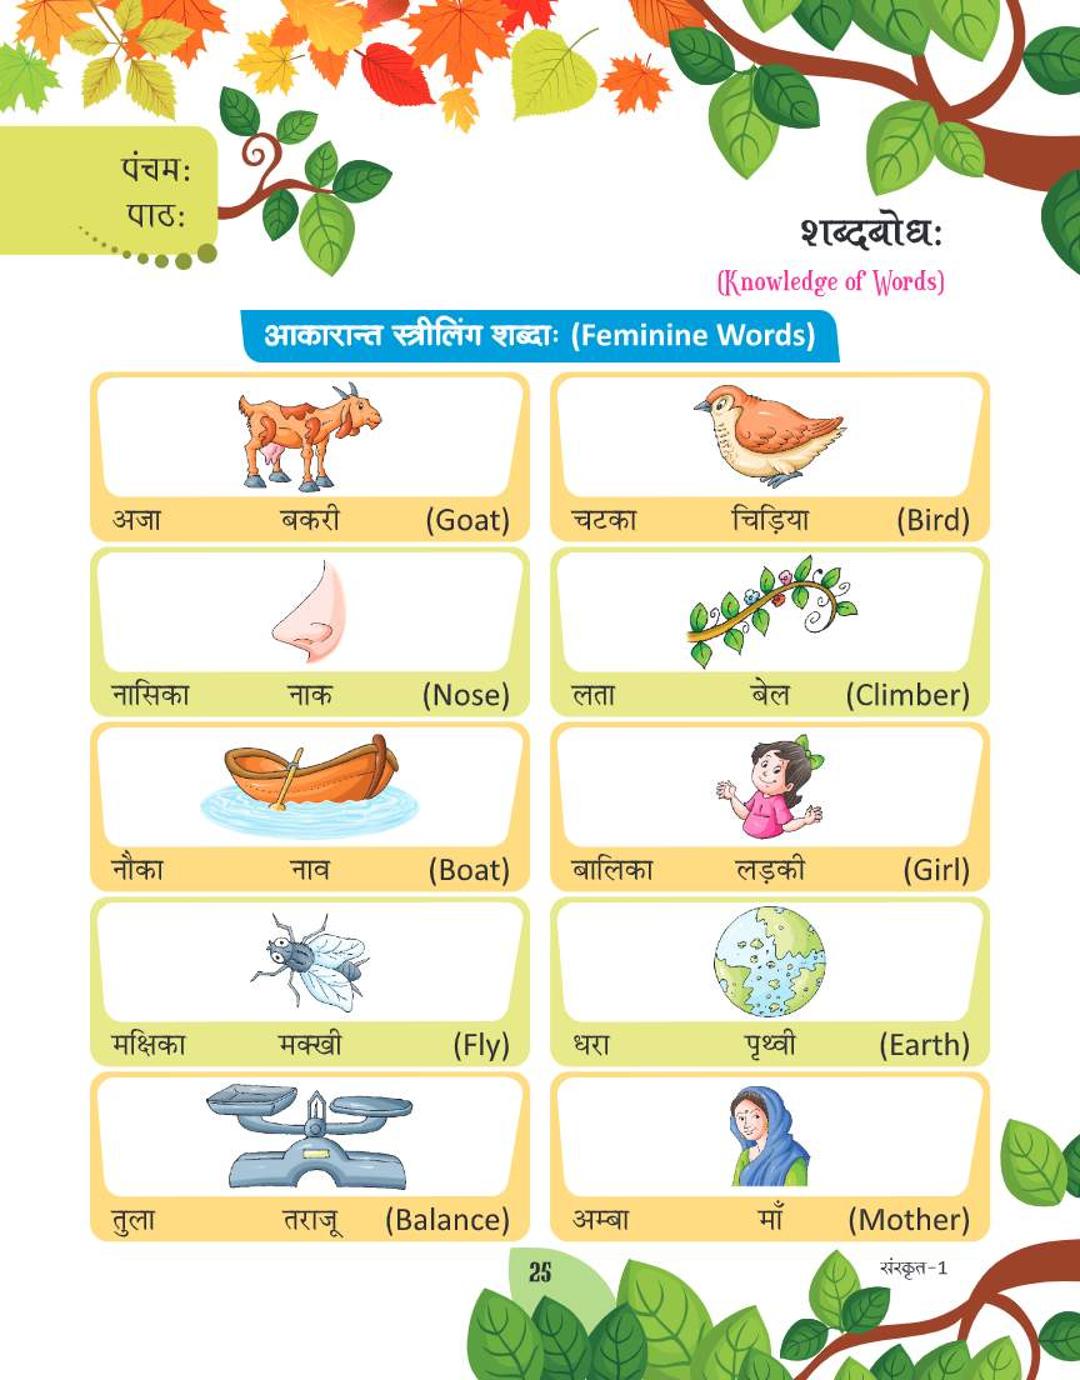 पंचमः
पाठः
शब्दबोधः
(Knowledge of Words)
आकारान्त स्त्रीलिंग शब्दाः (Feminine Words)
अजा बकरी (Goat)
चटका चिड़िया (Bird)
नासिका नाक (Nose)
लता बेल (Climber)
नौका नाव (Boat)
बालिका लड़की (Girl)
मक्षिका मक्खी (Fly)
धरा पृथ्वी (Earth)
तुला तराजू (Balance)
अम्बा माँ (Mother)
25
संस्कृत-1